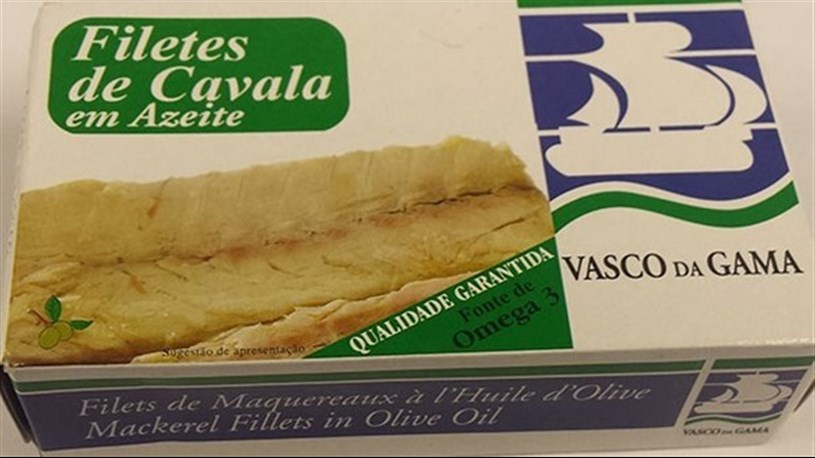 Filetes
de Cavala
em Azeite
VASCO DA GAMA
QUALIDADE GARANTIDA
Fonte de
Omega 3
Sugestão de apresentação
Filets de Maquereaux à l'Huile d'Olive
Mackerel Fillets in Olive Oil
VASCO DA GAMA